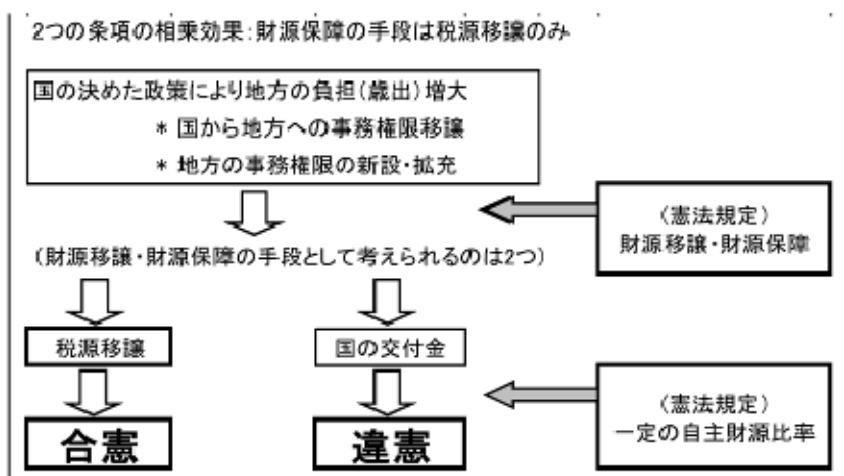 2つの条項の相乗効果:財源保障の手段は税源移譲のみ
国の決めた政策により地方の負担(歳出)増大
* 国から地方への事務権限移譲
* 地方の事務権限の新設・拡充
(憲法規定)
財源移譲・財源保障
(財源移譲・財源保障の手段として考えられるのは2つ)
税源移譲
国の交付金
(憲法規定)
一定の自主財源比率
合憲
違憲